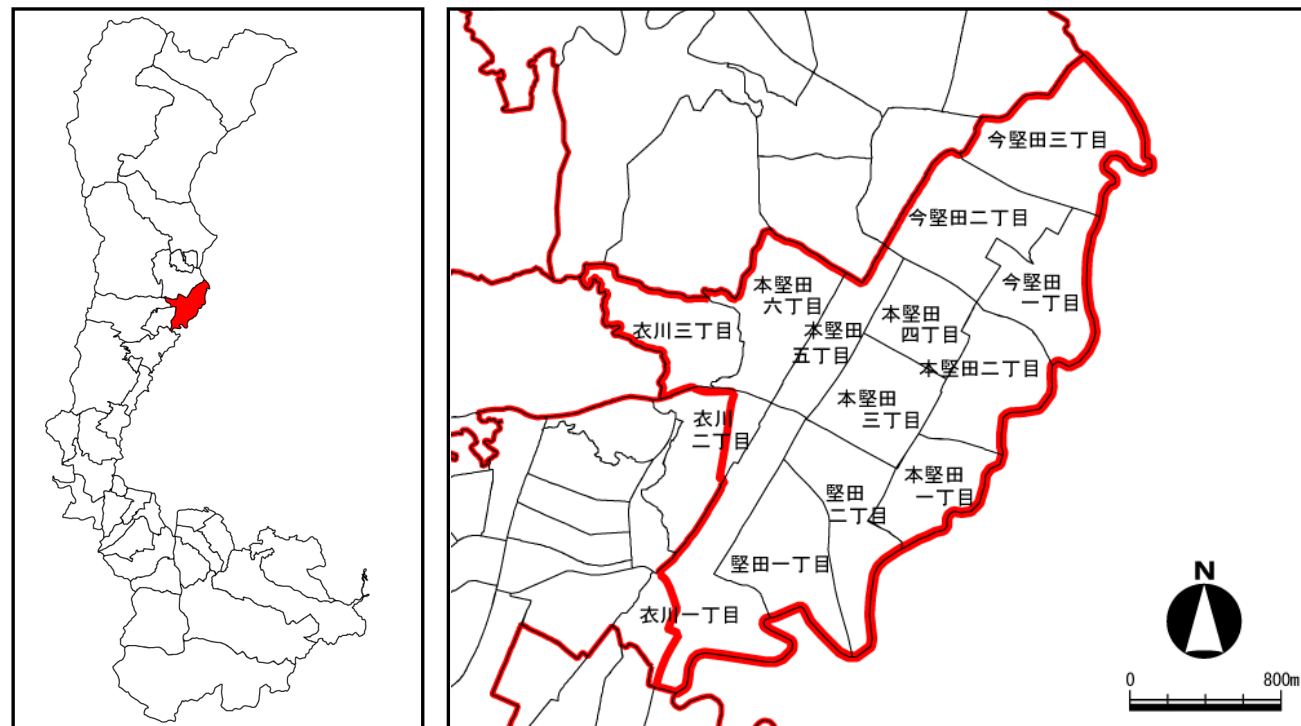 今堅田三丁目
今堅田二丁目
今堅田
一丁目
本堅田
六丁目
本堅田
四丁目
衣川三丁目
本堅田
五丁目
本堅田二丁目
本堅田
三丁目
衣川
二丁目
本堅田
一丁目
堅田
二丁目
堅田一丁目
衣川一丁目
N
0 800m